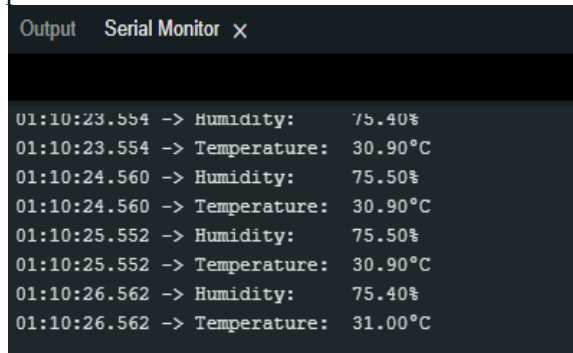 Output Serial Monitor ×
01:10:23.554 -> Humidity: 75.40%
01:10:23.554 -> Temperature: 30.90°C
01:10:24.560 -> Humidity: 75.50%
01:10:24.560 -> Temperature: 30.90°C
01:10:25.552 -> Humidity: 75.50%
01:10:25.552 -> Temperature: 30.90°C
01:10:26.562 -> Humidity: 75.40%
01:10:26.562 -> Temperature: 31.00°C